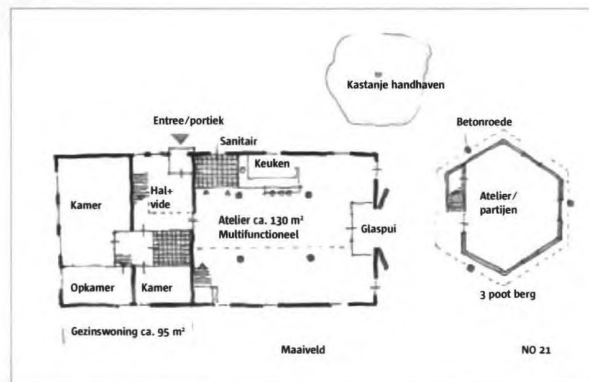 Kastanje handhaven
Entree/portiek
Sanitair
Keuken
Betonroede
Kamer
Hal+
vide
Atelier ca. 130 m²
Multifunctioneel
Glaspui
Atelier/
partijen
Opkamer
Kamer
3 poot berg
Gezinswoning ca. 95 m²
Maaiveld
NO 21